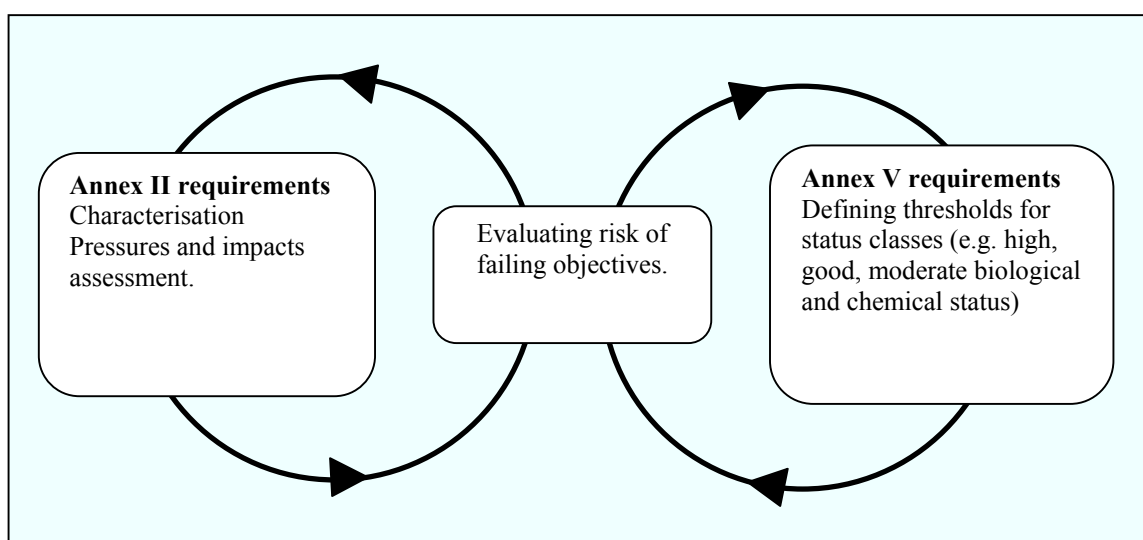 Annex II requirements
Characterisation
Pressures and impacts
assessment.
Evaluating risk of
failing objectives.
Annex V requirements
Defining thresholds for
status classes (e.g. high,
good, moderate biological
and chemical status)